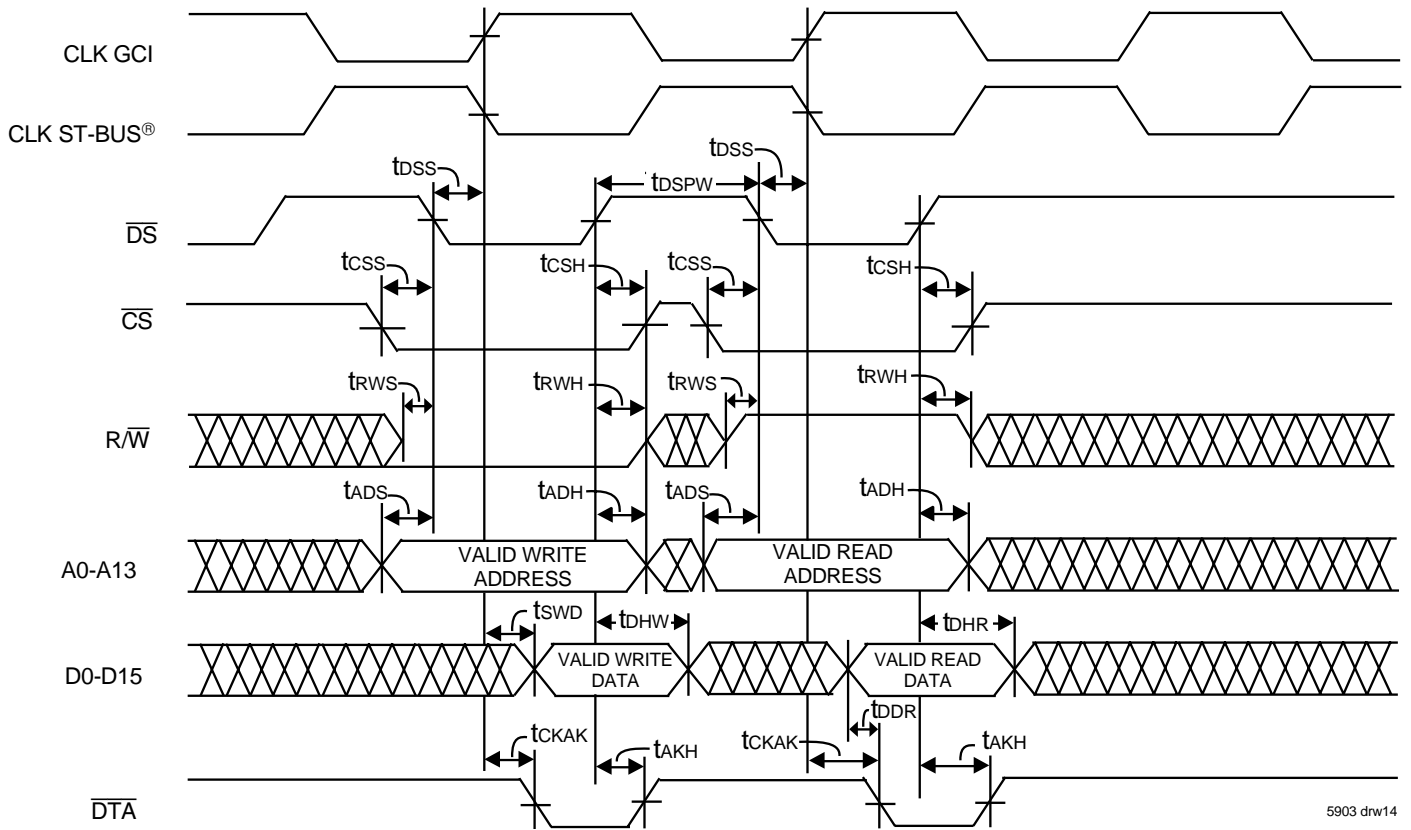 CLK GCI
CLK ST-BUS®
tDSS
tDSS
tDSPW
DS
tCSS
tCSH
tCSS
tCSH
CS
tRWS
tRWH
tRWS
tRWH
R/W
tADS
tADH
tADS
tADH
A0-A13
VALID WRITE
ADDRESS
VALID READ
ADDRESS
tSWD
tDHW
tDHR
D0-D15
VALID WRITE
DATA
VALID READ
DATA
tDDR
tCKAK
tAKH
tCKAK
tAKH
DTA
5903 drw14